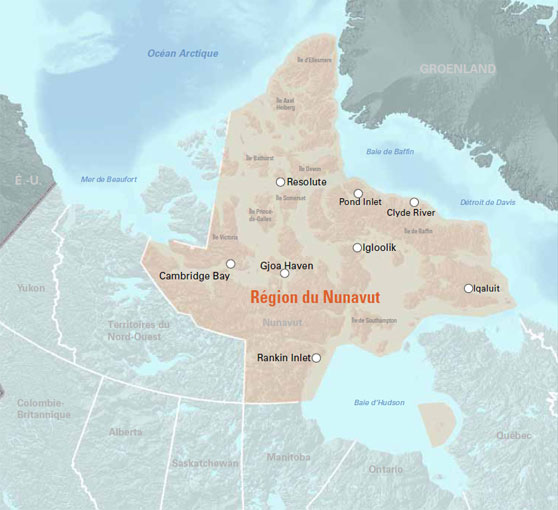 Océan Arctique
Île d'Ellesmere
GROENLAND
Île Axel
Heiberg
Baie de Baffin
Île Bathurst
Île Devon
É.-U.
Mer de Beaufort
Resolute
Pond Inlet
Île Somerset
Clyde River
Détroit de Davis
Île Prince-
de-Galles
Île de Baffin
Île Victoria
Igloolik
Gjoa Haven
Cambridge Bay
Iqaluit
Yukon
Région du Nunavut
Territoires du
Nord-Ouest
Nunavut
Île de Southampton
Rankin Inlet
Colombie-
Britannique
Baie d'Hudson
Alberta
Québec
Saskatchewan
Manitoba
Ontario